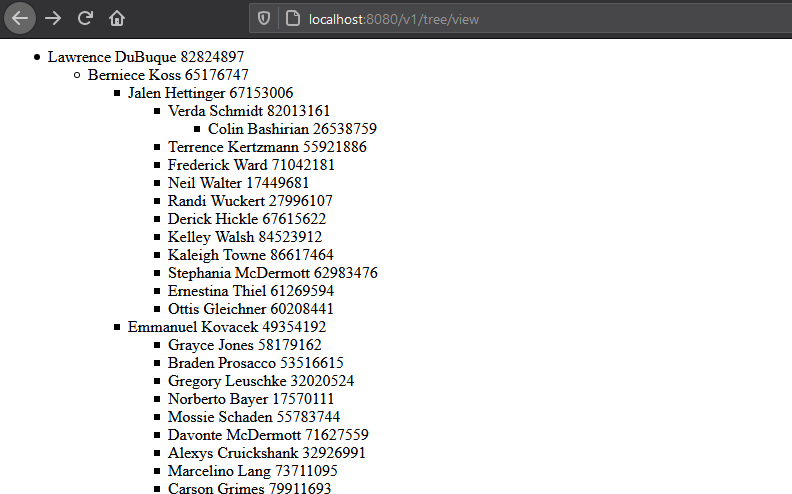 localhost:8080/v1/tree/view
Lawrence DuBuque 82824897
Berniece Koss 65176747
Jalen Hettinger 67153006
Verda Schmidt 82013161
Colin Bashirian 26538759
Terrence Kertzmann 55921886
Frederick Ward 71042181
Neil Walter 17449681
Randi Wuckert 27996107
Derick Hickle 67615622
Kelley Walsh 84523912
Kaleigh Towne 86617464
Stephania McDermott 62983476
Ernestina Thiel 61269594
Ottis Gleichner 60208441
Emmanuel Kovacek 49354192
Grayce Jones 58179162
Braden Prosacco 53516615
Gregory Leuschke 32020524
Norberto Bayer 17570111
Mossie Schaden 55783744
Davonte McDermott 71627559
Alexys Cruickshank 32926991
Marcelino Lang 73711095
Carson Grimes 79911693